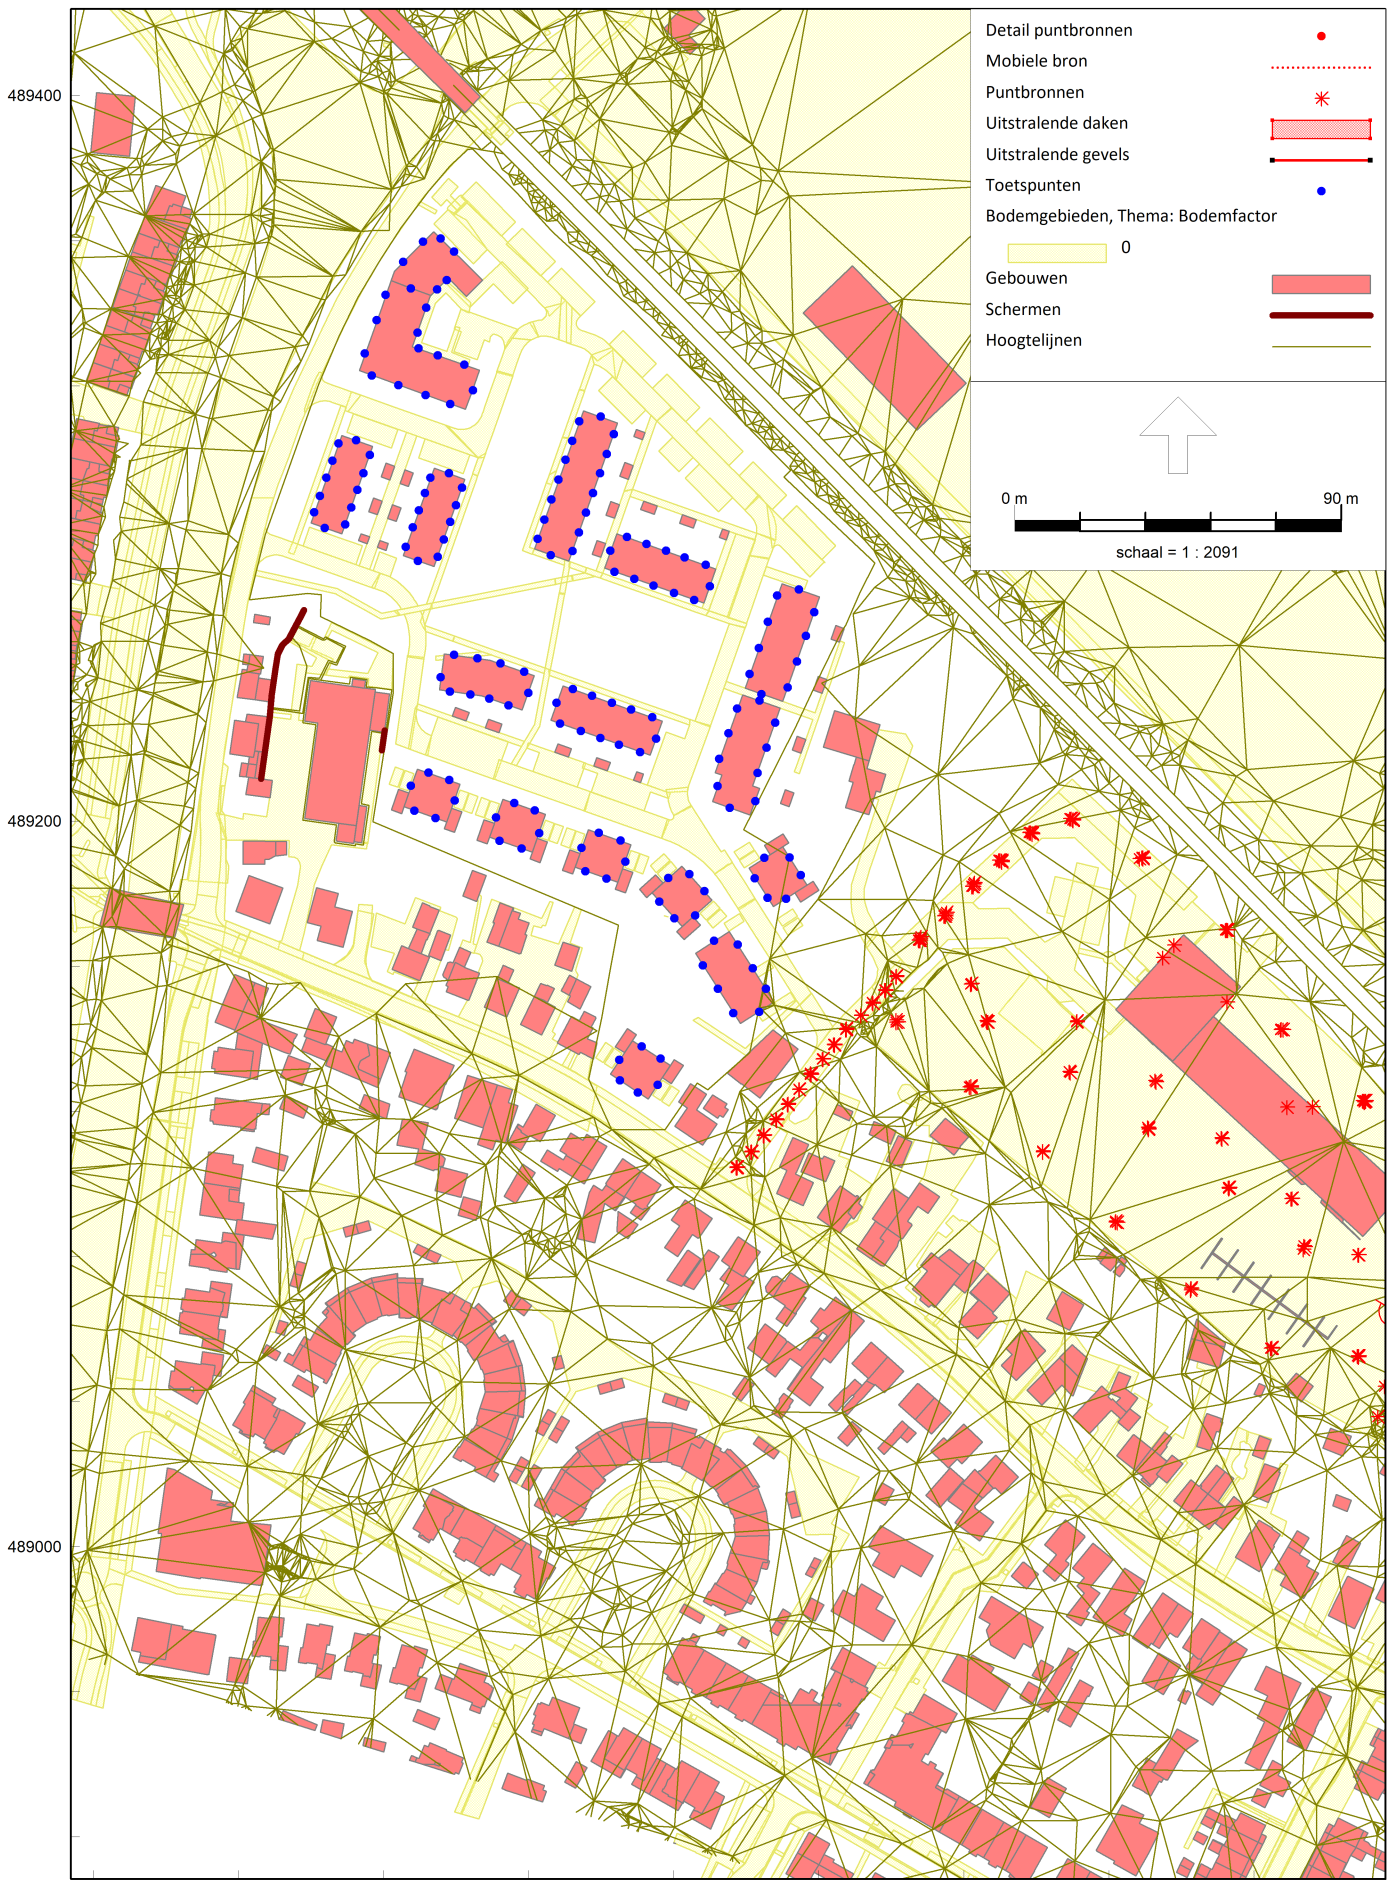 Detail puntbronnen
Mobiele bron
Puntbronnen
Uitstralende daken
Uitstralende gevels
Toetspunten
Bodemgebieden, Thema: Bodemfactor
0
Gebouwen
Schermen
Hoogtelijnen
0 m 90 m
schaal = 1 : 2091
489400
489200
489000